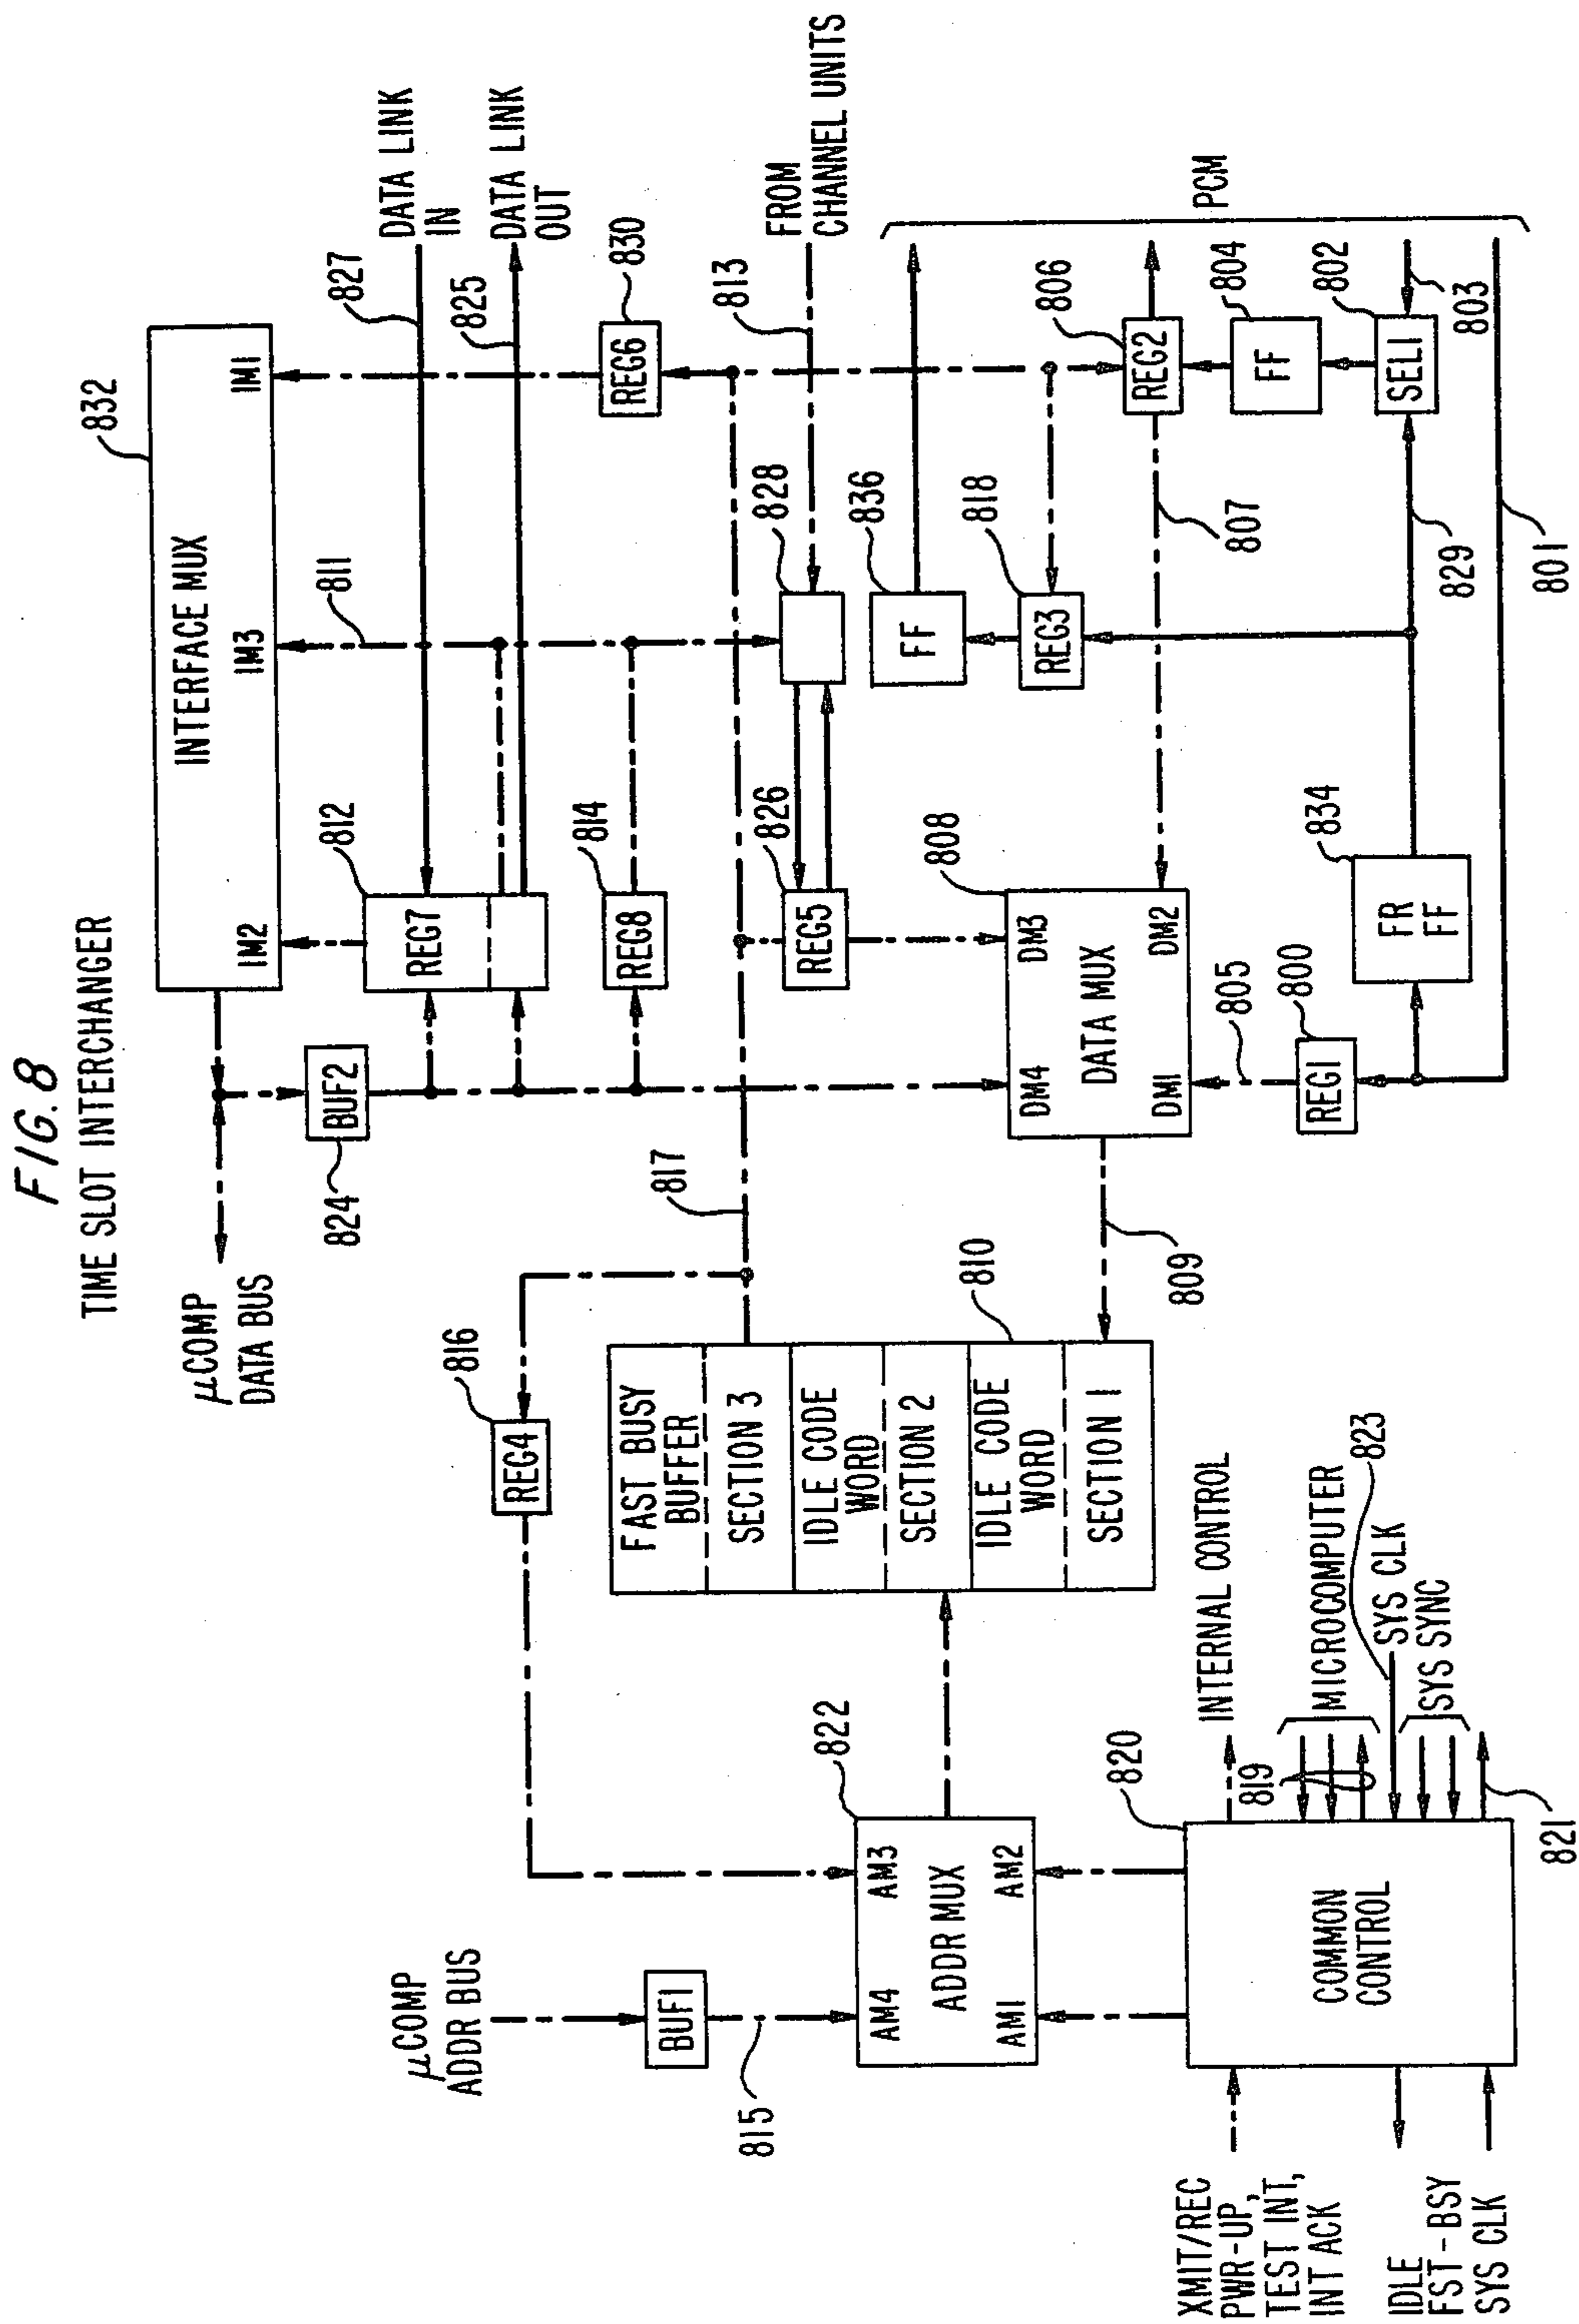 FIG. 8
TIME SLOT INTERCHANGER
µCOMP
DATA BUS
BUF2
824
INTERFACE MUX
832
IM2
IM3
IM1
811
REG7
812
827
DATA LINK
IN
825
DATA LINK
OUT
REG8
814
REG6
830
817
813
FROM
CHANNEL UNITS
REG5
826
828
FF
836
REG3
818
REG2
806
FF
804
SEL1
802
803
PCM
807
829
801
DATA MUX
808
DM4
DM3
DM1
DM2
805
REG1
800
FR
FF
834
809
REG4
816
FAST BUSY
BUFFER
SECTION 3
IDLE CODE
WORD
SECTION 2
IDLE CODE
WORD
SECTION 1
810
µCOMP
ADDR BUS
BUF1
815
AM4
AM3
ADDR MUX
AM1
AM2
822
COMMON
CONTROL
820
INTERNAL CONTROL
819
MICROCOMPUTER
823
SYS CLK
SYS SYNC
821
XMIT/REC
PWR-UP,
TEST INT,
INT ACK
IDLE
FST-BSY
SYS CLK